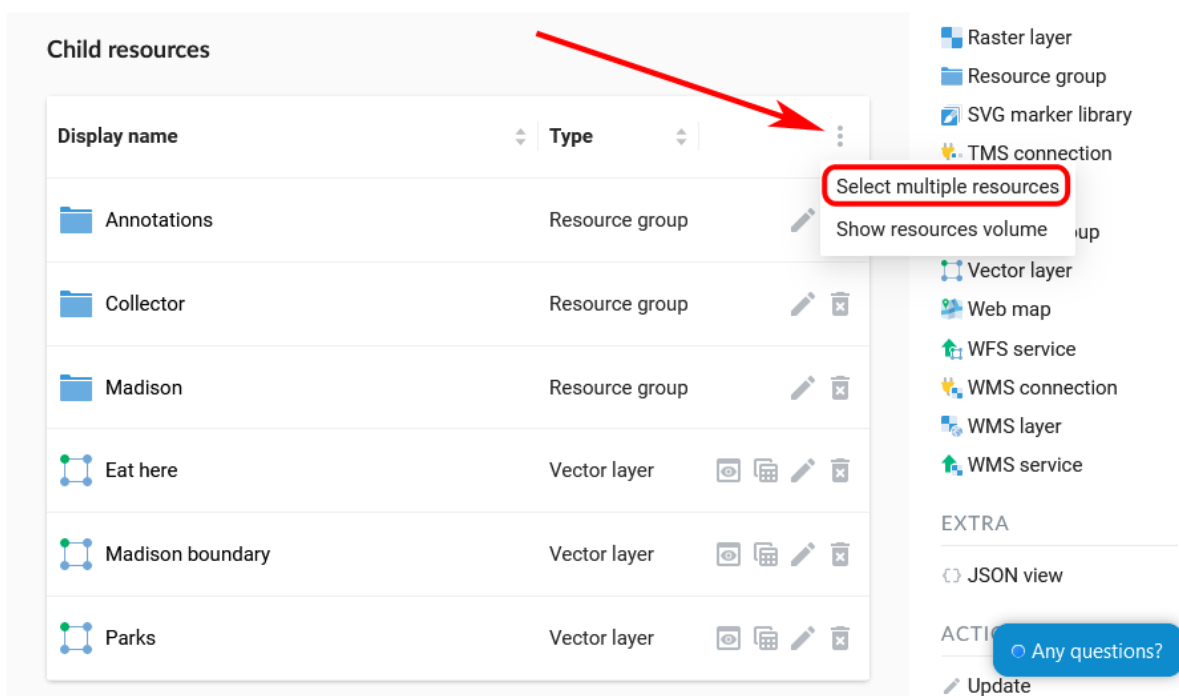 Child resources
Display name Type
Select multiple resources
Show resources volume
Annotations Resource group
Collector Resource group
Madison Resource group
Eat here Vector layer
Madison boundary Vector layer
Parks Vector layer
Raster layer
Resource group
SVG marker library
TMS connection
Vector layer
Web map
WFS service
WMS connection
WMS layer
WMS service
EXTRA
JSON view
Any questions?
Update